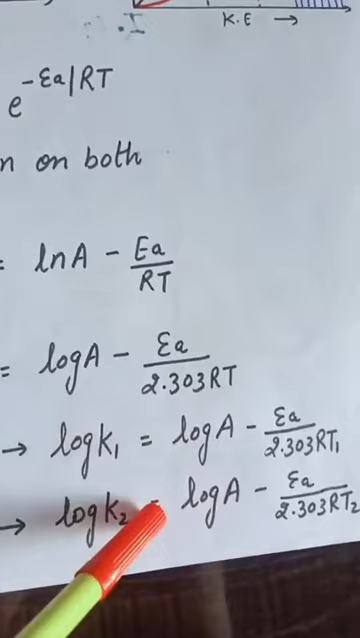 K.E →
e^-Ea/RT
n on both
= lnA - Ea/RT
= logA - Ea/2.303RT
→ logK₁ = logA - Ea/2.303RT₁
→ logK₂ = logA - Ea/2.303RT₂